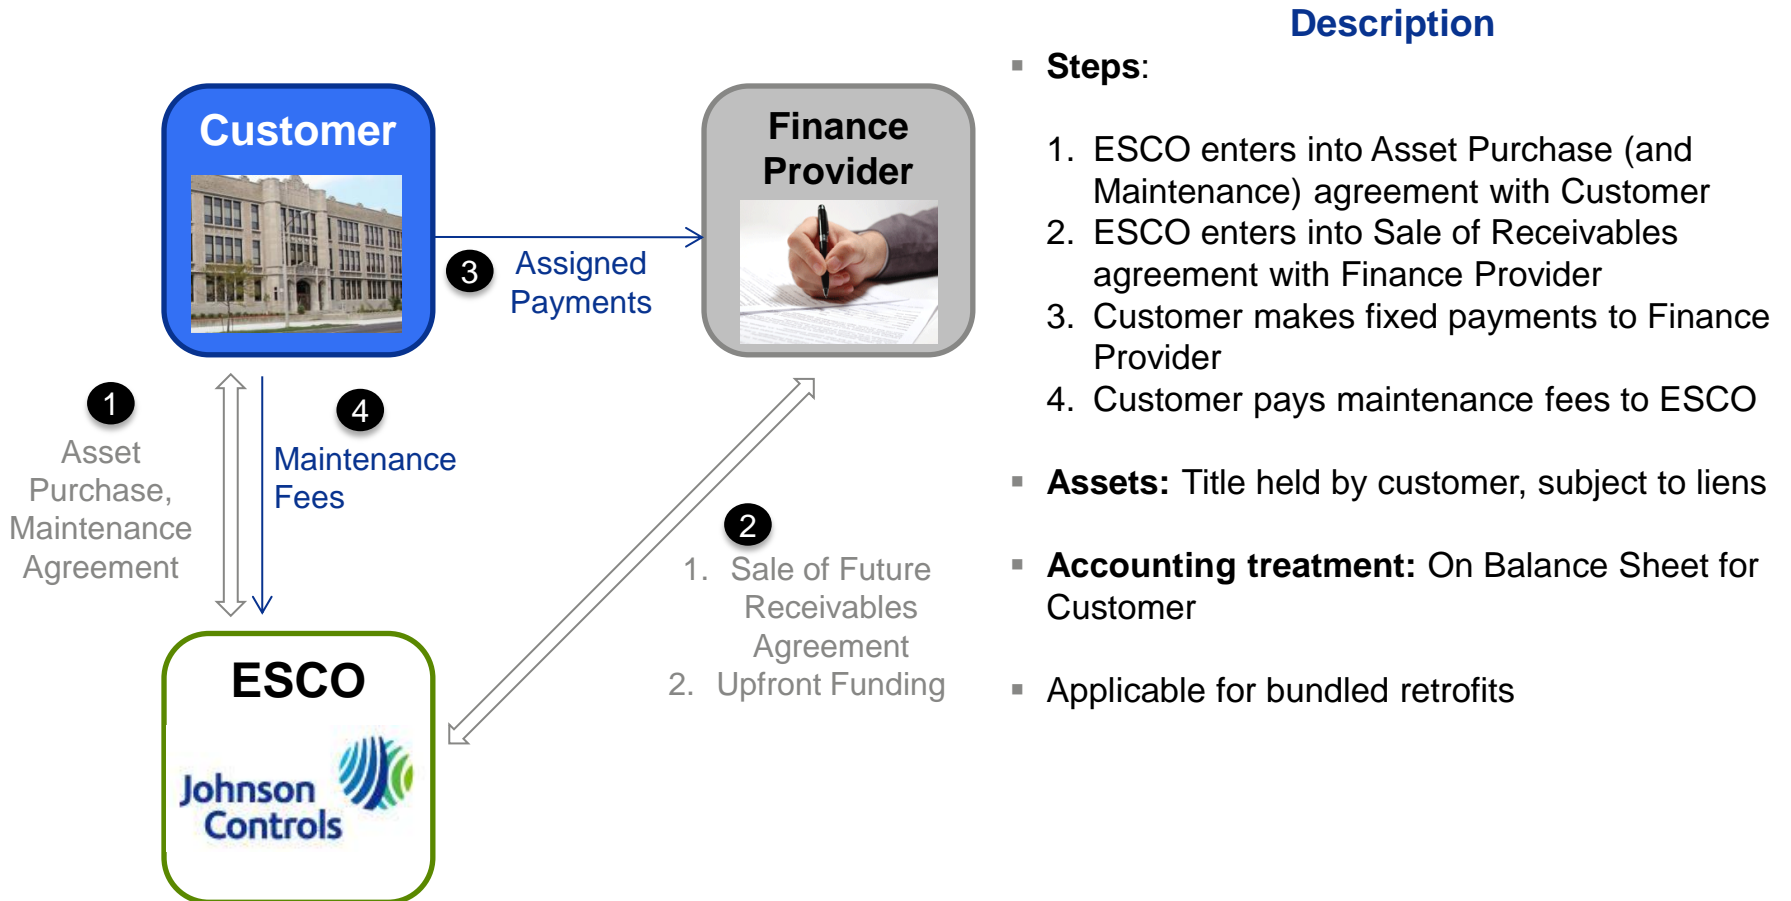 Description
Customer
Finance
Provider
3
Assigned
Payments
1
Asset
Purchase,
Maintenance
Agreement
4
Maintenance
Fees
2
1. Sale of Future
Receivables
Agreement
2. Upfront Funding
ESCO
Johnson
Controls
▪ Steps:
1. ESCO enters into Asset Purchase (and
Maintenance) agreement with Customer
2. ESCO enters into Sale of Receivables
agreement with Finance Provider
3. Customer makes fixed payments to Finance
Provider
4. Customer pays maintenance fees to ESCO
▪ Assets: Title held by customer, subject to liens
▪ Accounting treatment: On Balance Sheet for
Customer
▪ Applicable for bundled retrofits